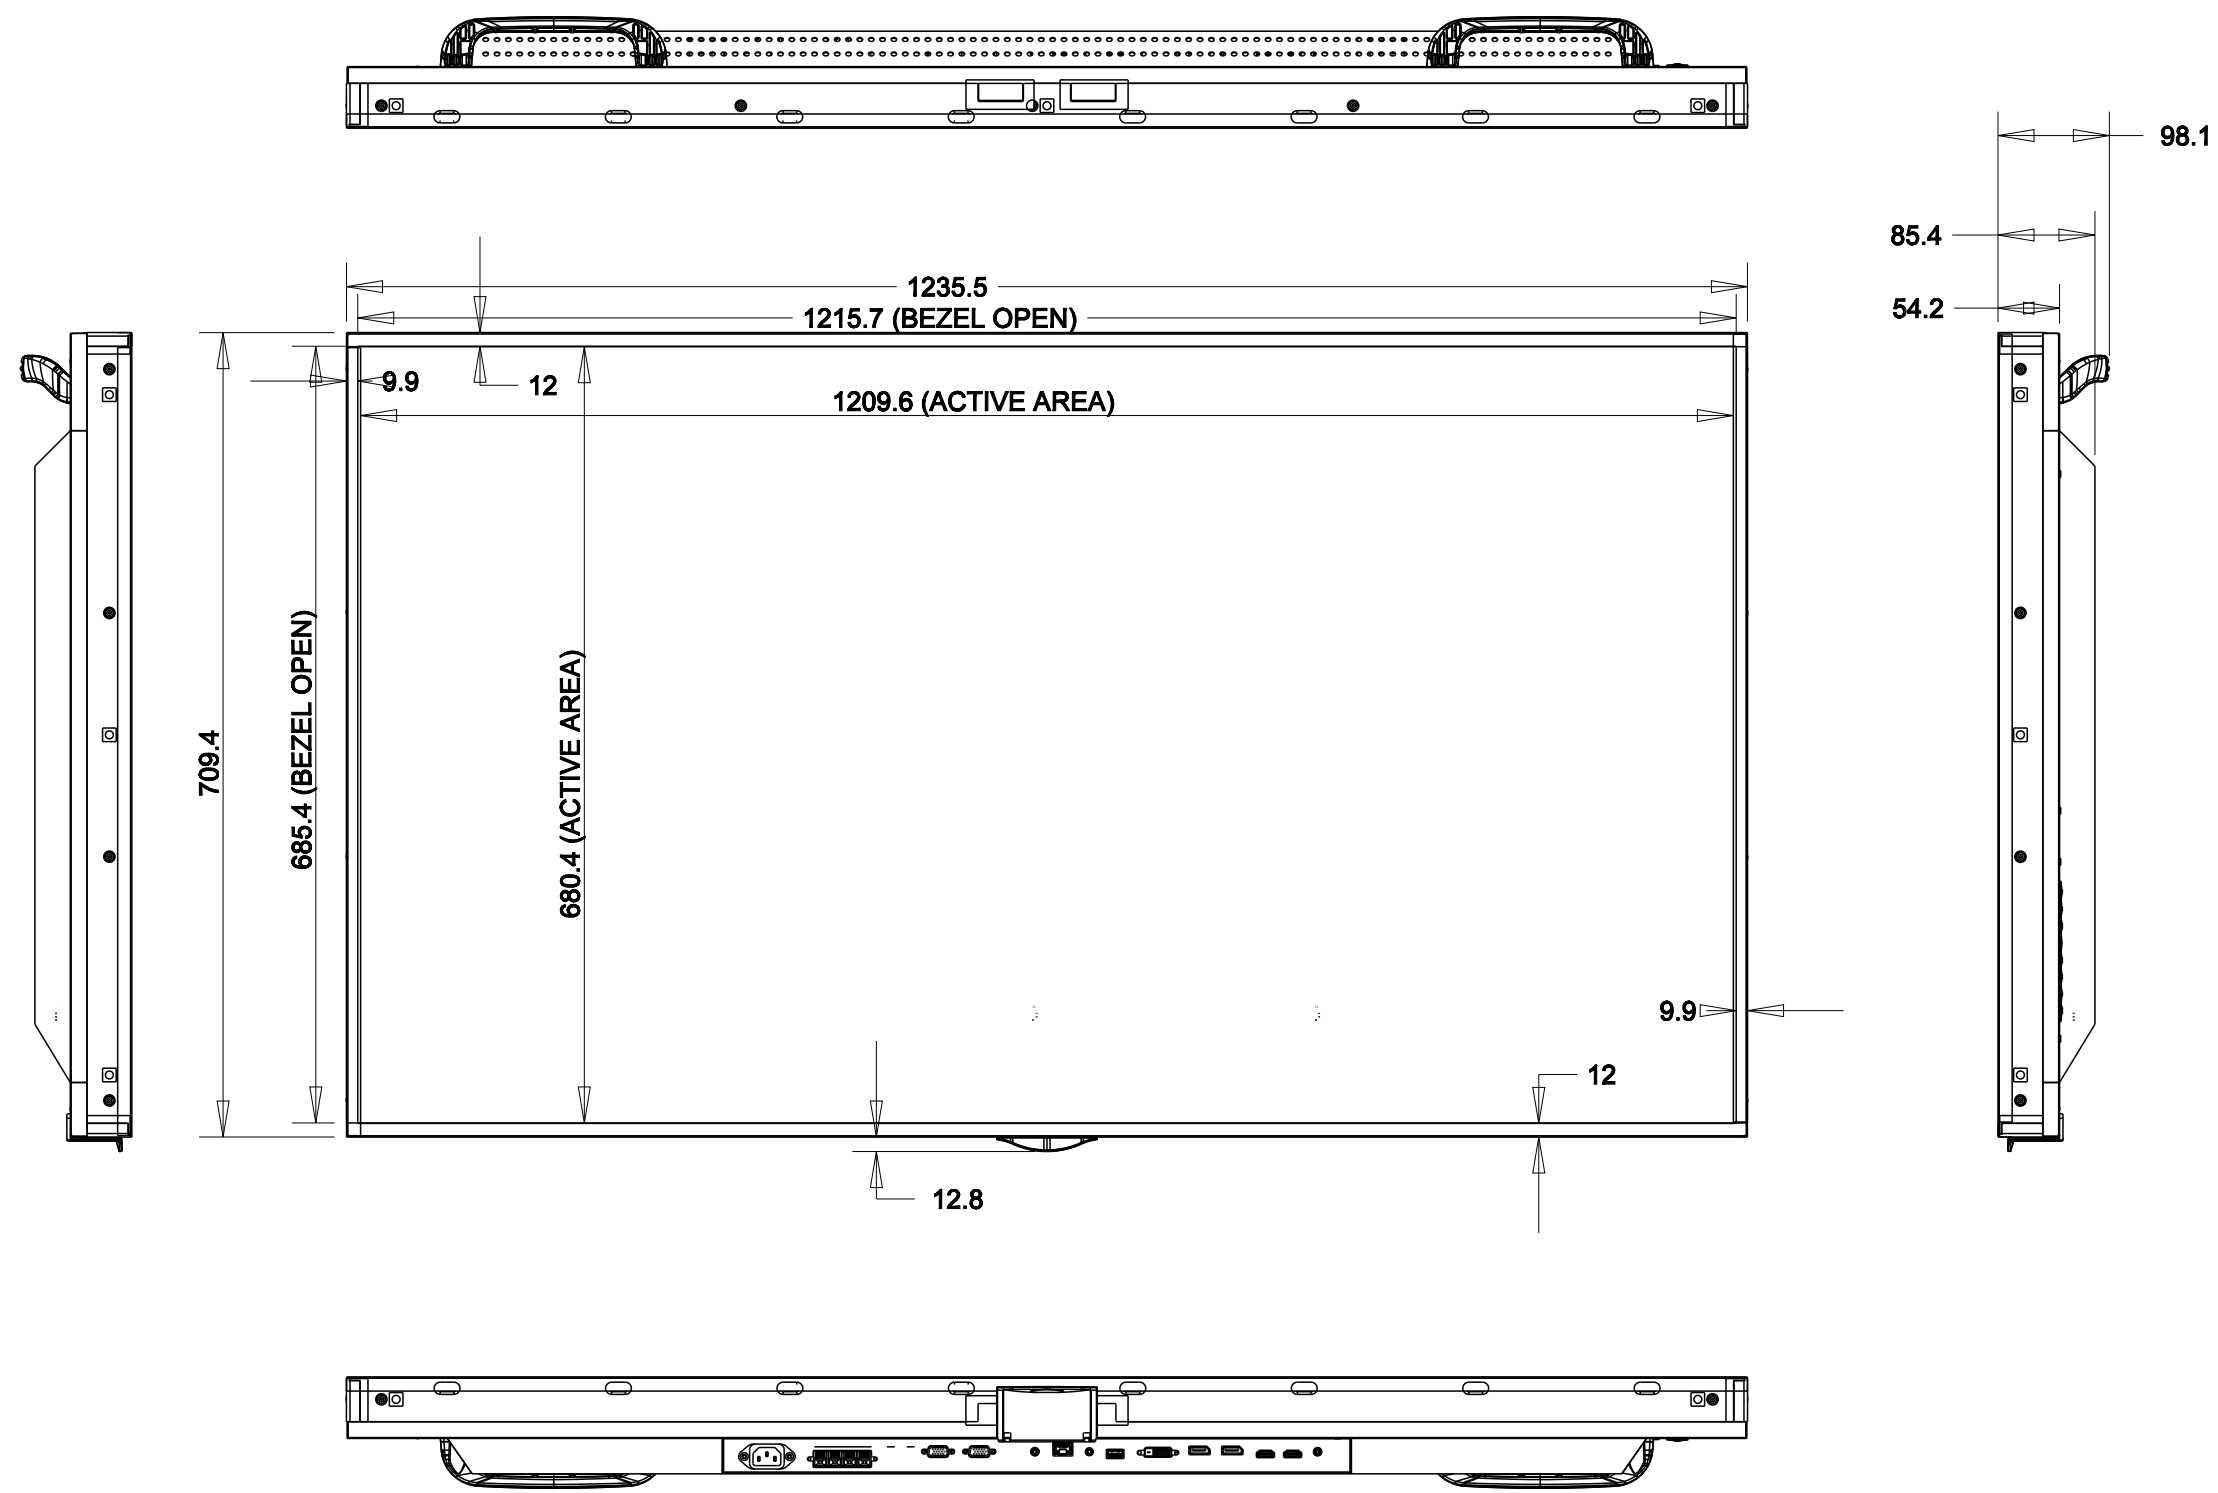 98.1
85.4
54.2
1235.5
1215.7 (BEZEL OPEN)
9.9
12
1209.6 (ACTIVE AREA)
709.4
685.4 (BEZEL OPEN)
680.4 (ACTIVE AREA)
9.9
12
12.8